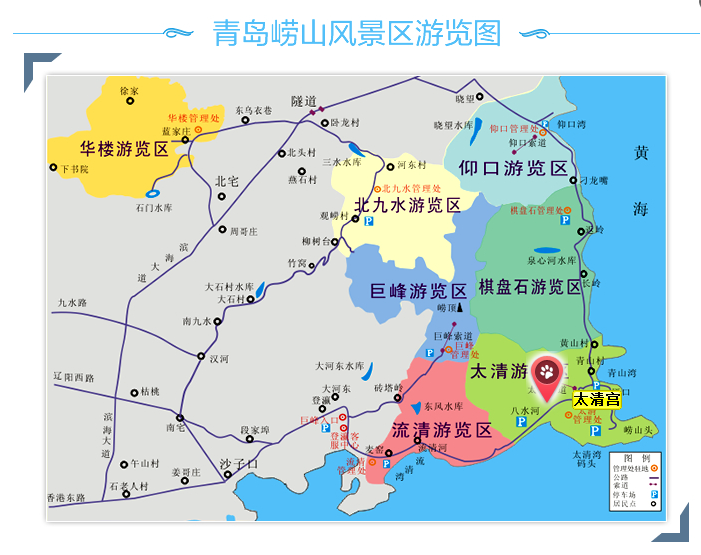 青岛崂山风景区游览图
徐家
华楼管理处
蓝家庄
华楼游览区
下书院
石门水库
东乌衣巷
隧道
卧龙村
北头村
燕石村
三水水库
河东村
北宅
周哥庄
晓望
晓望水库
仰口管理处
仰口湾
仰口索道
仰口游览区
刁龙嘴
黄海
北九水管理处
北九水游览区
观崂村
柳树台
竹窝
棋盘石管理处
返岭
泉心河水库
棋盘石游览区
长岭
滨海大道
大石村水库
大石村
九水路
南九水
汉河
巨峰游览区
崂顶
巨峰索道
巨峰管理处
黄山村
青山村
青山湾
太清游
太清宫
太清管理处
八水河
崂山头
太清湾码头
辽阳西路
枯桃
滨海大道
南宅
大河东水库
大河东
登瀛
砖塔岭
东风水库
流清游览区
巨峰入口
登瀛客服中心
段家埠
麦窑
流清河
流清管理处
流清湾
沙子口
午山村
姜哥庄
石老人村
香港东路
图例
管理处驻地
公路
索道
停车场
居民点